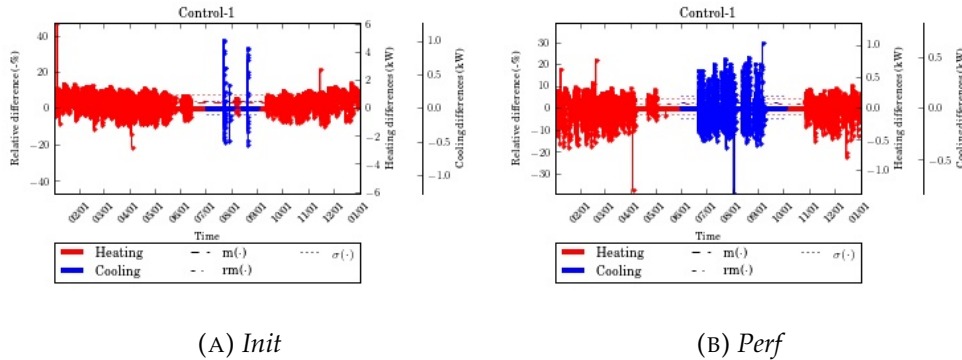 Control-1
Relative difference(-%)
40
20
0
−20
−40
6
4
2
0
−2
−4
−6
Heating differences(kW)
1.0
0.5
0.0
−0.5
−1.0
Cooling differences(kW)
02/01 03/01 04/01 05/01 06/01 07/01 08/01 09/01 10/01 11/01 12/01 01/01
Time
Heating m(·) σ(·)
Cooling rm(·)
(A) Init
Control-1
Relative difference(-%)
30
20
10
0
−10
−20
−30
1.0
0.5
0.0
−0.5
−1.0
Heating differences(kW)
0.5
0.0
−0.5
Cooling differences(kW)
02/01 03/01 04/01 05/01 06/01 07/01 08/01 09/01 10/01 11/01 12/01 01/01
Time
Heating m(·) σ(·)
Cooling rm(·)
(B) Perf